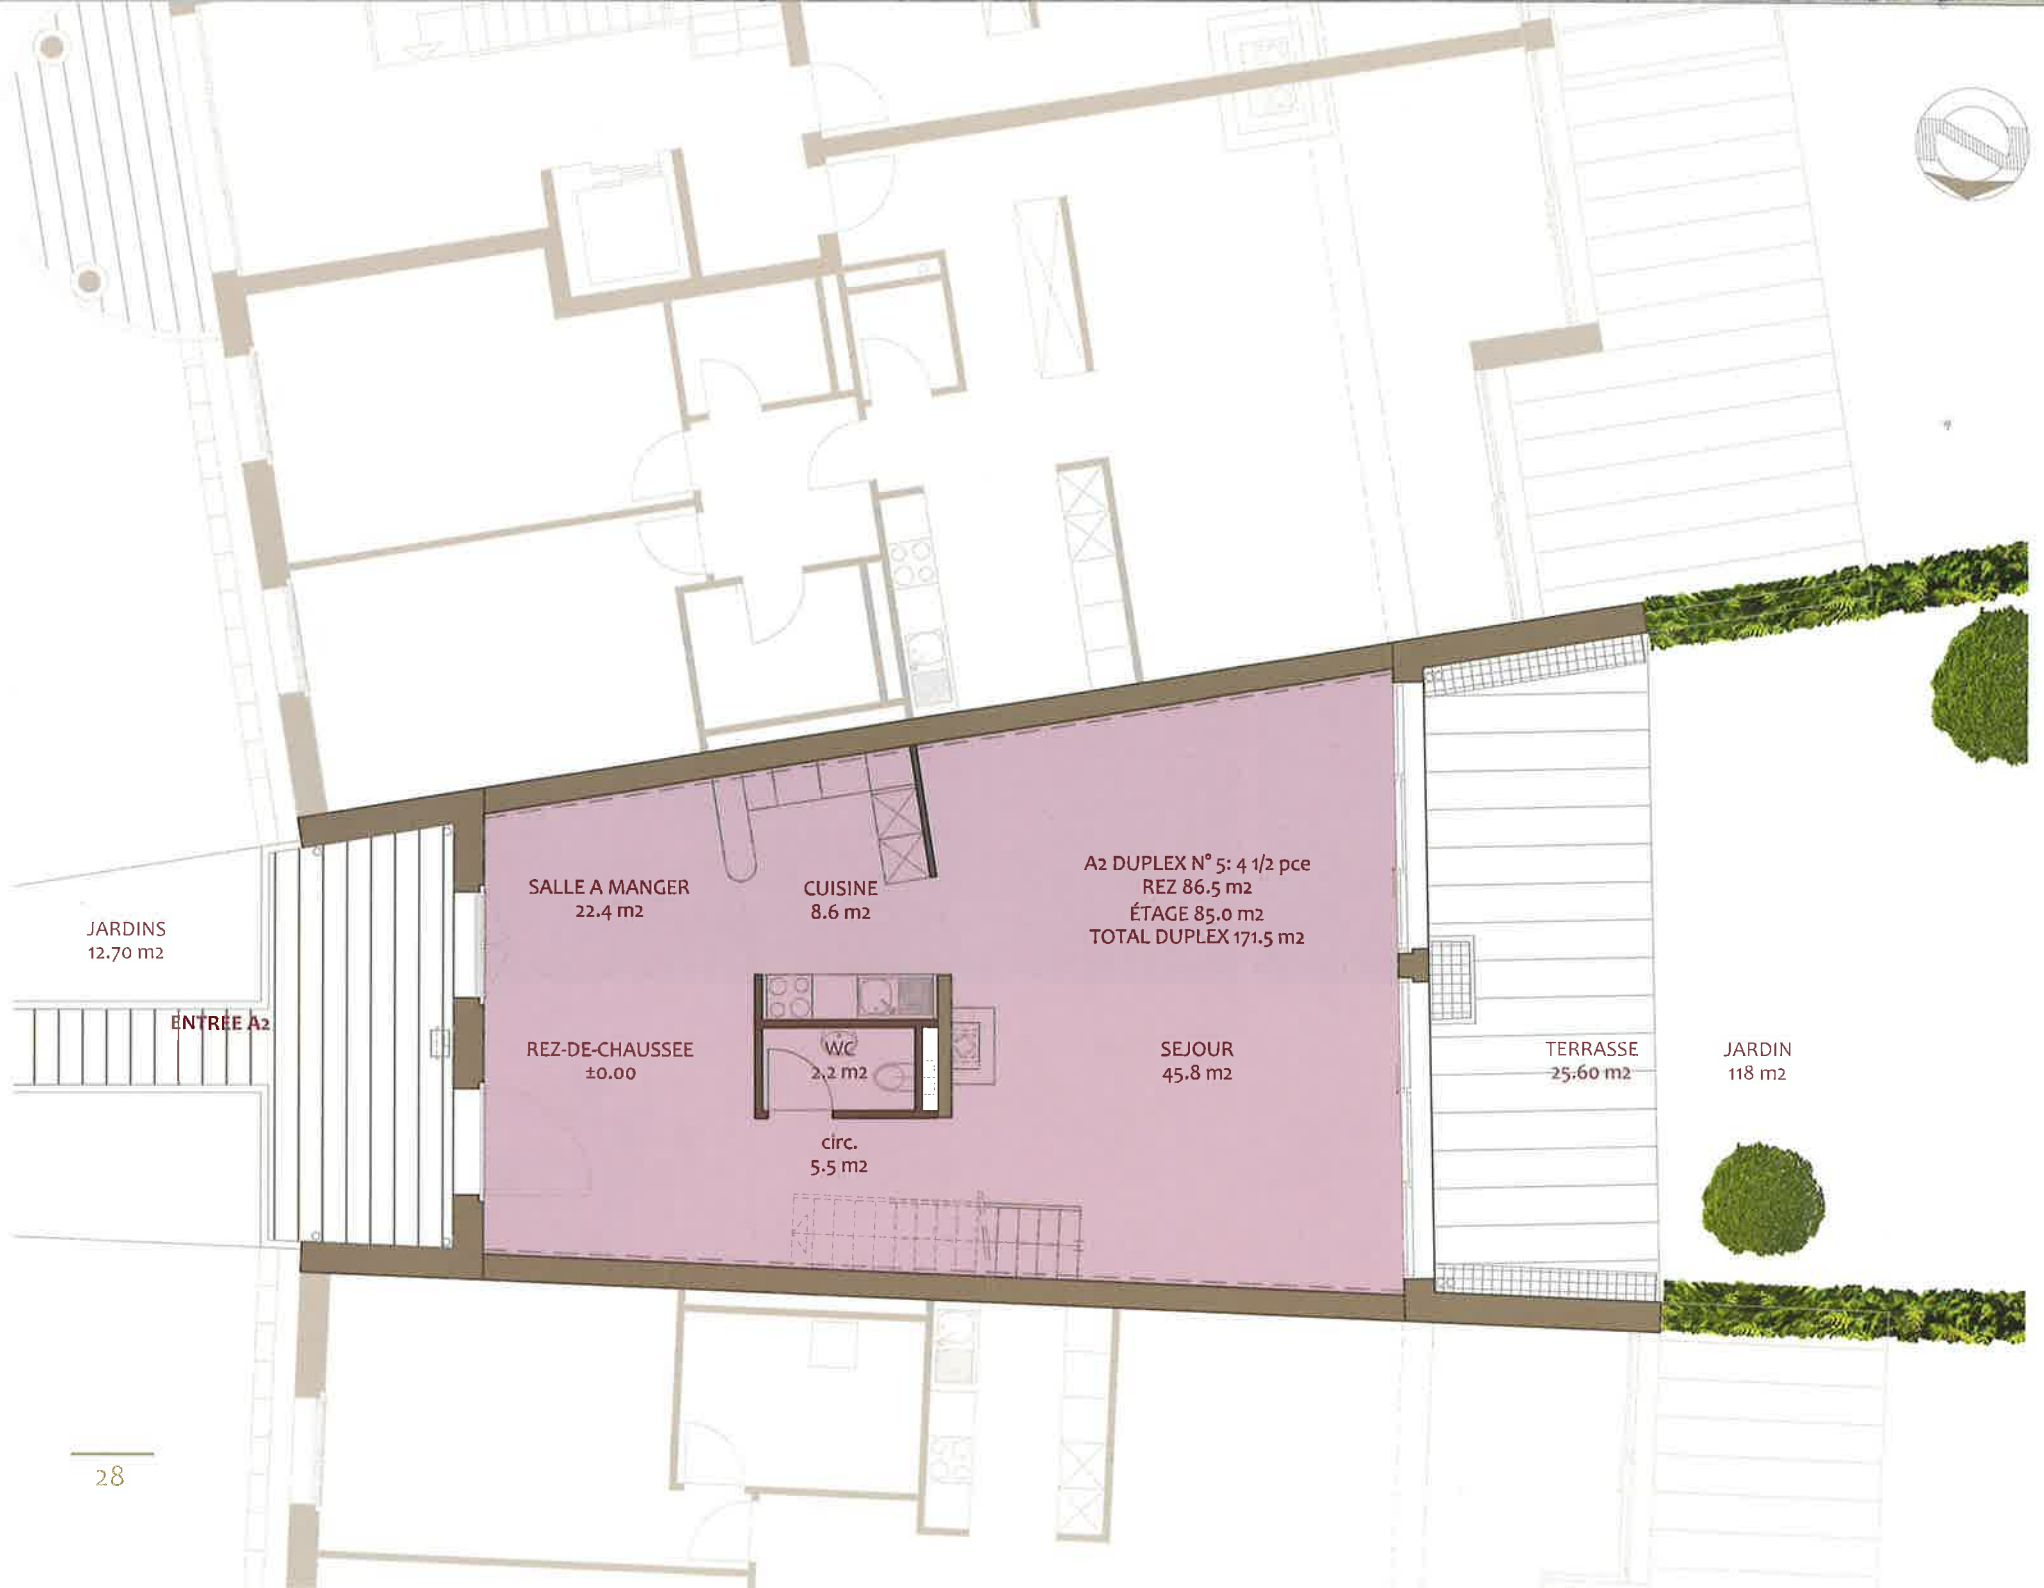 A2 DUPLEX N° 5: 4 1/2 pce
REZ 86.5 m2
ÉTAGE 85.0 m2
TOTAL DUPLEX 171.5 m2
SALLE A MANGER
22.4 m2
CUISINE
8.6 m2
JARDINS
12.70 m2
ENTREE A2
REZ-DE-CHAUSSEE
±0.00
WC
2.2 m2
SEJOUR
45.8 m2
TERRASSE
25.60 m2
JARDIN
118 m2
circ.
5.5 m2
28